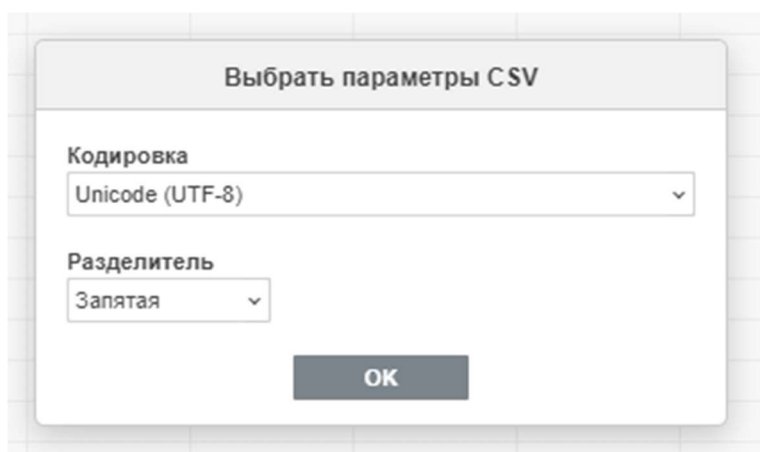 Выбрать параметры CSV
Кодировка
Unicode (UTF-8)
Разделитель
Запятая
OK